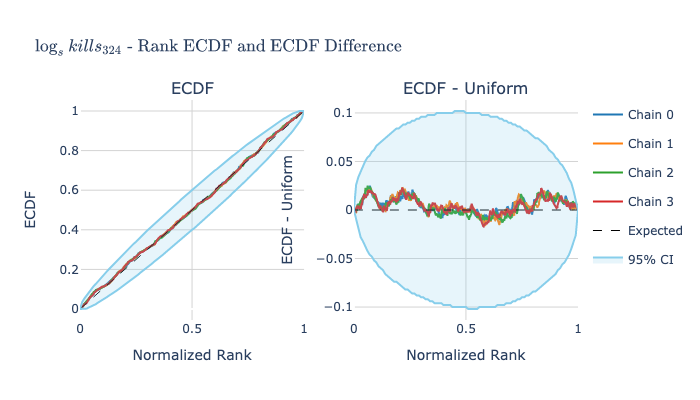 log_s kills_324 - Rank ECDF and ECDF Difference
ECDF
ECDF - Uniform
ECDF
1
0.8
0.6
0.4
0.2
0
0
0.5
1
Normalized Rank
ECDF - Uniform
0.1
0.05
0
−0.05
−0.1
0
0.5
1
Normalized Rank
Chain 0
Chain 1
Chain 2
Chain 3
Expected
95% CI